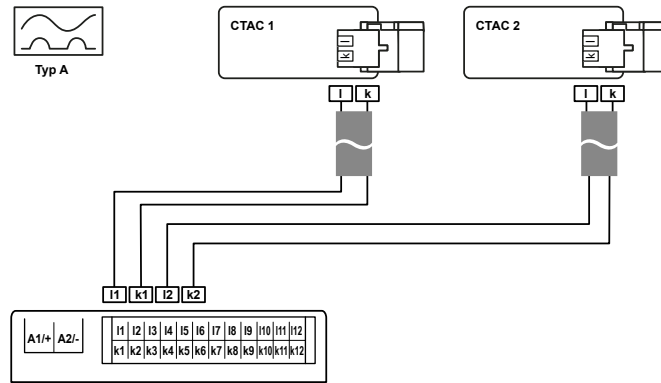 CTAC 1
CTAC 2
l
k
l
k
Typ A
l
k
l
k
l1
k1
l2
k2
A1/+
A2/-
l1 l2 l3 l4 l5 l6 l7 l8 l9 l10 l11 l12
k1 k2 k3 k4 k5 k6 k7 k8 k9 k10 k11 k12